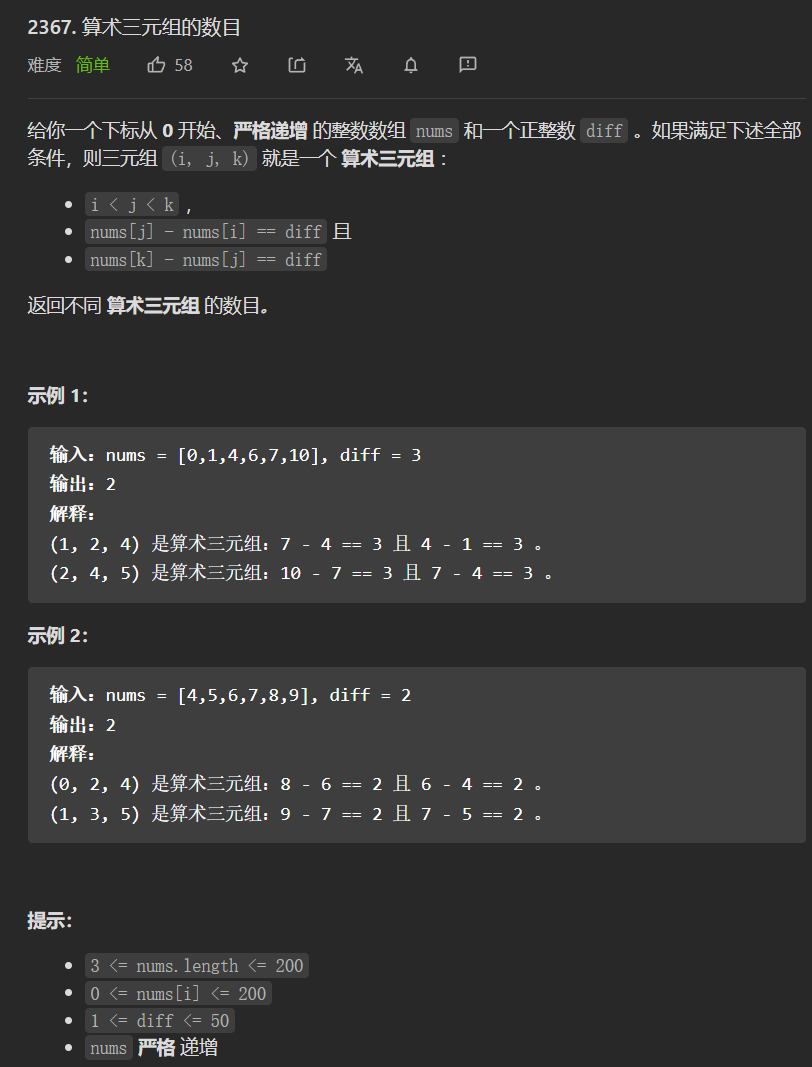 2367. 算术三元组的数目
难度 简单 58
给你一个下标从 0 开始、严格递增 的整数数组 nums 和一个正整数 diff 。如果满足下述全部
条件，则三元组 (i, j, k) 就是一个 算术三元组 ：
• i < j < k ，
• nums[j] - nums[i] == diff 且
• nums[k] - nums[j] == diff
返回不同 算术三元组 的数目。
示例 1：
输入：nums = [0,1,4,6,7,10], diff = 3
输出：2
解释：
(1, 2, 4) 是算术三元组：7 - 4 == 3 且 4 - 1 == 3 。
(2, 4, 5) 是算术三元组：10 - 7 == 3 且 7 - 4 == 3 。
示例 2：
输入：nums = [4,5,6,7,8,9], diff = 2
输出：2
解释：
(0, 2, 4) 是算术三元组：8 - 6 == 2 且 6 - 4 == 2 。
(1, 3, 5) 是算术三元组：9 - 7 == 2 且 7 - 5 == 2 。
提示：
• 3 <= nums.length <= 200
• 0 <= nums[i] <= 200
• 1 <= diff <= 50
• nums 严格 递增